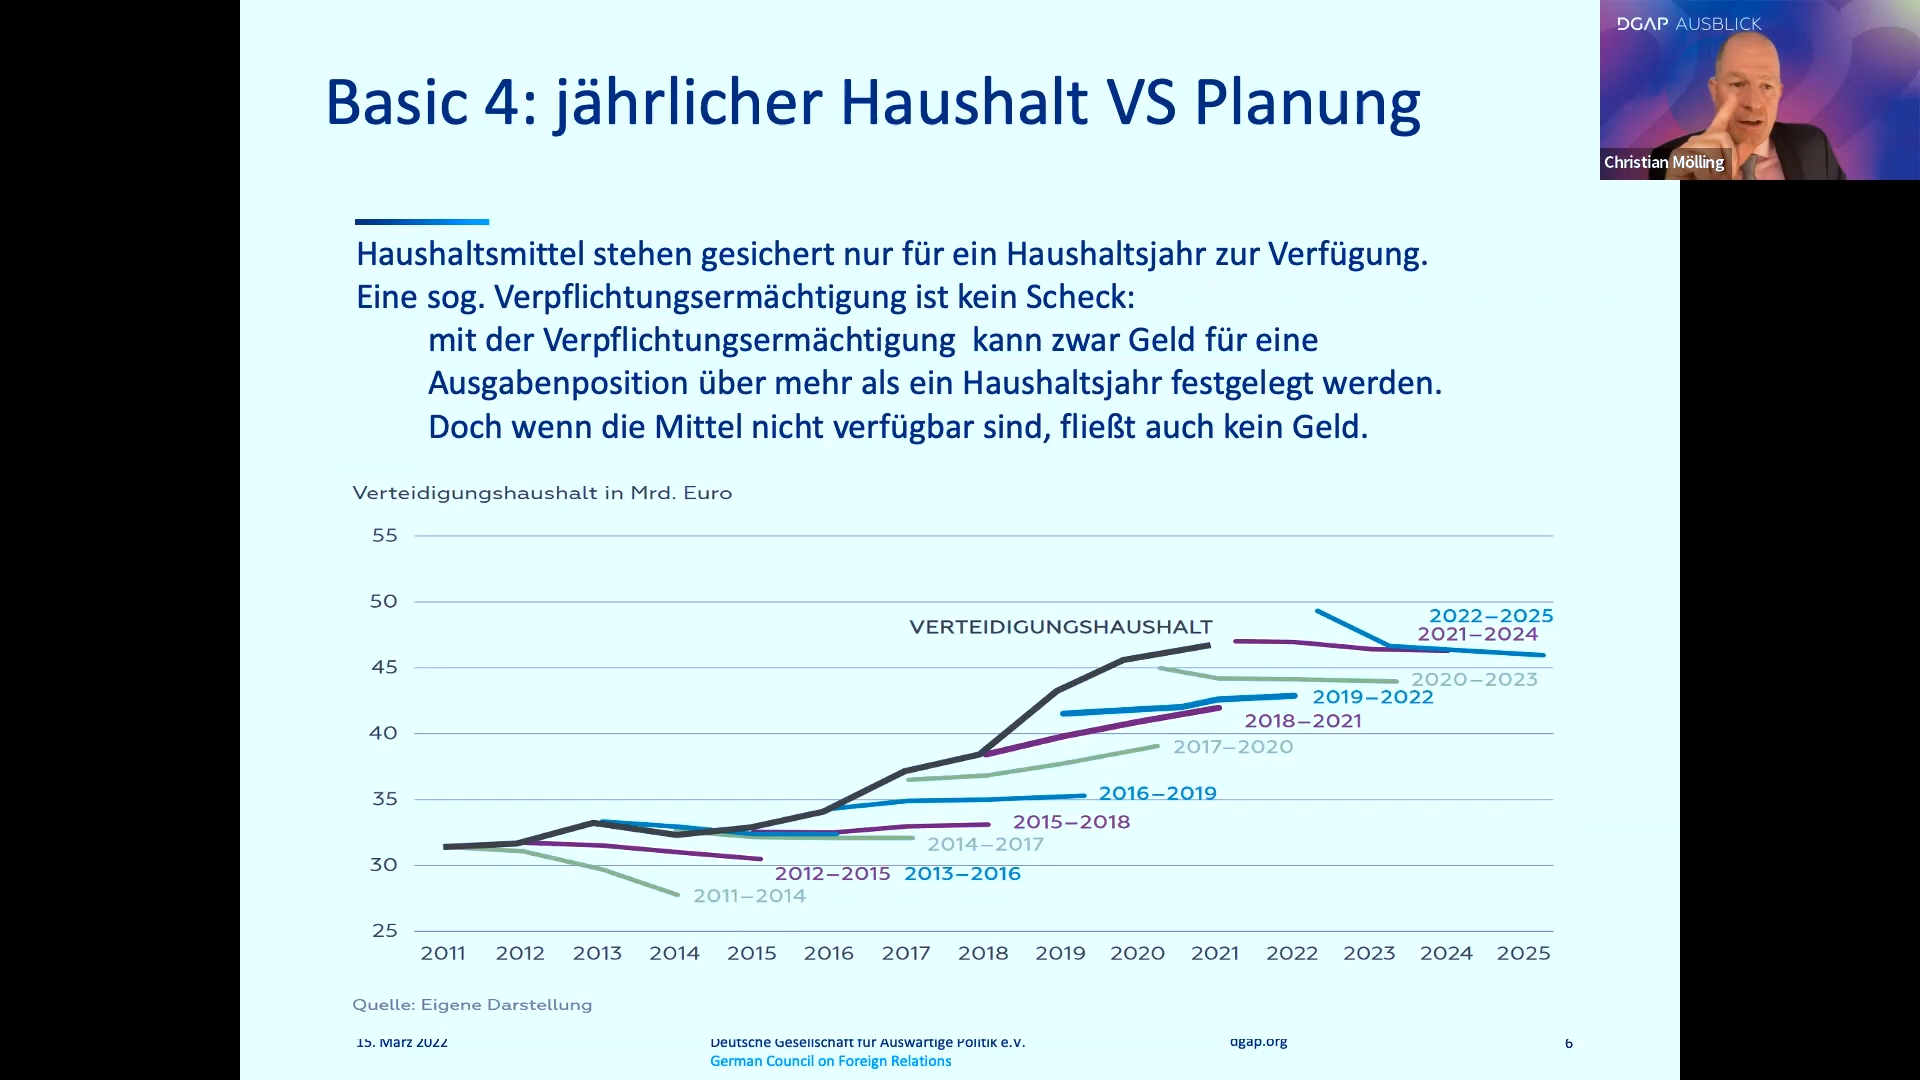 DGAP AUSBLICK
Christian Mölling
Basic 4: jährlicher Haushalt VS Planung
Haushaltsmittel stehen gesichert nur für ein Haushaltsjahr zur Verfügung.
Eine sog. Verpflichtungsermächtigung ist kein Scheck:
mit der Verpflichtungsermächtigung kann zwar Geld für eine
Ausgabenposition über mehr als ein Haushaltsjahr festgelegt werden.
Doch wenn die Mittel nicht verfügbar sind, fließt auch kein Geld.
Verteidigungshaushalt in Mrd. Euro
55
50
45
40
35
30
25
VERTEIDIGUNGSHAUSHALT
2022–2025
2021–2024
2020–2023
2019–2022
2018–2021
2017–2020
2016–2019
2015–2018
2014–2017
2012–2015 2013–2016
2011–2014
2011 2012 2013 2014 2015 2016 2017 2018 2019 2020 2021 2022 2023 2024 2025
Quelle: Eigene Darstellung
15. März 2022
Deutsche Gesellschaft für Auswärtige Politik e.V.
German Council on Foreign Relations
dgap.org
6